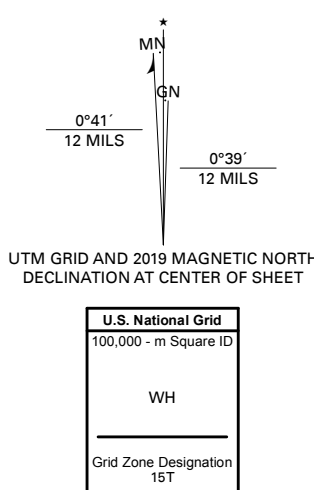 MN
GN
0°41´
12 MILS
0°39´
12 MILS
UTM GRID AND 2019 MAGNETIC NORTH
DECLINATION AT CENTER OF SHEET
U.S. National Grid
100,000 - m Square ID
WH
Grid Zone Designation
15T